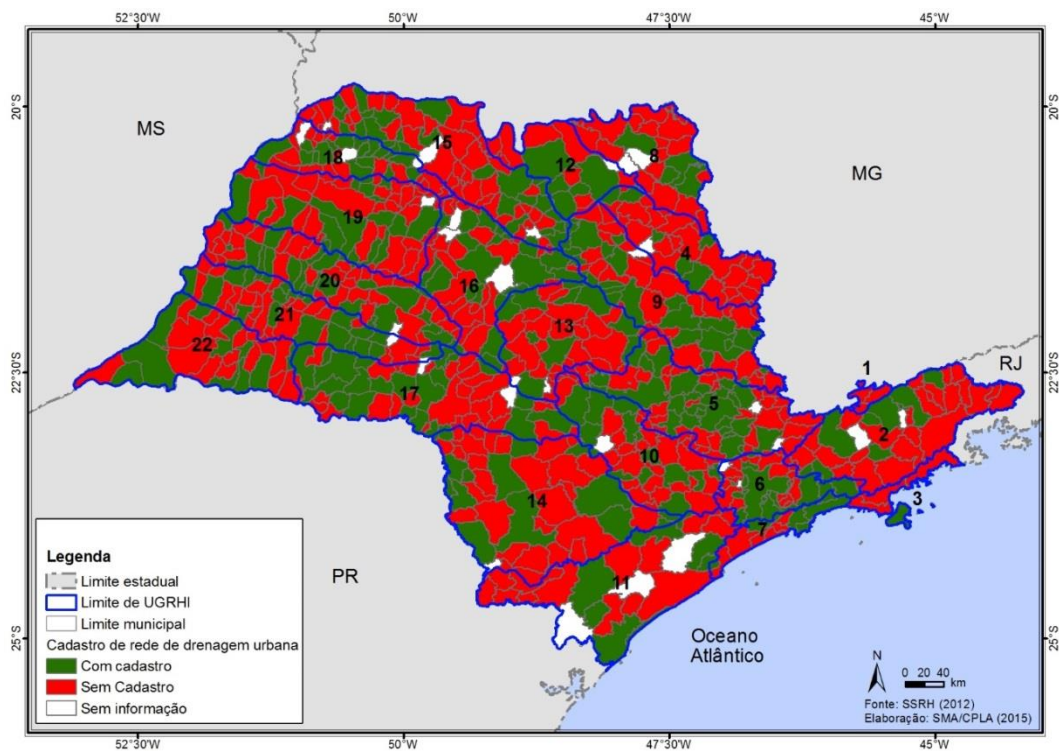 52°30'W 50°W 47°30'W 45°W
20°S 20°S
MS
MG
15
8
18
12
19
4
20
16
9
21
13
22
22°30'S 22°30'S
1
RJ
17
5
2
10
6
3
14
7
11
PR
Oceano
Atlântico
25°S 25°S
Legenda
Limite estadual
Limite de UGRHI
Limite municipal
Cadastro de rede de drenagem urbana
Com cadastro
Sem Cadastro
Sem informação
N
0 20 40
km
Fonte: SSRH (2012)
Elaboração: SMA/CPLA (2015)
52°30'W 50°W 47°30'W 45°W